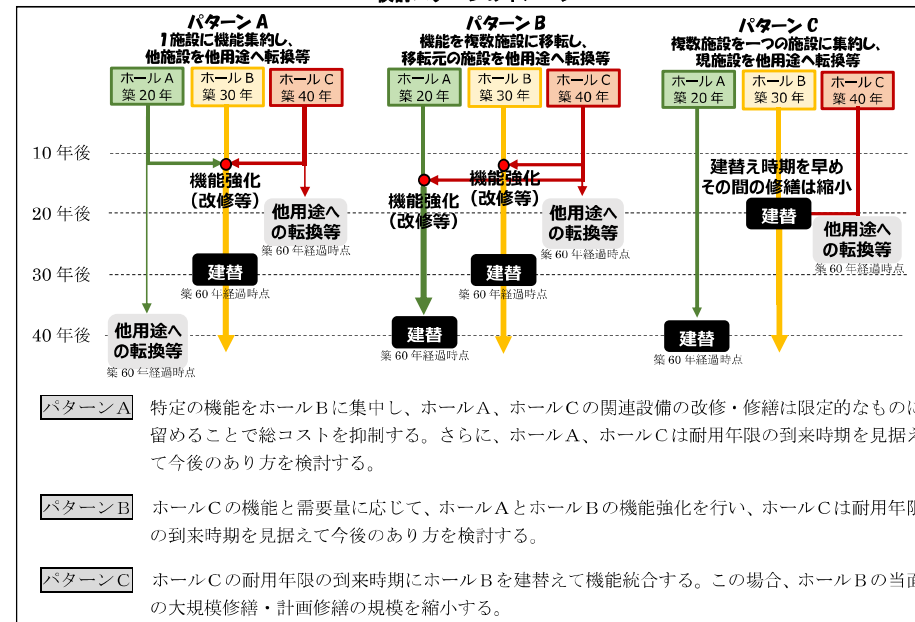 パターン A
1施設に機能集約し、
他施設を他用途へ転換等
ホール A
築 20 年
ホール B
築 30 年
ホール C
築 40 年
機能強化
(改修等)
他用途へ
の転換等
築 60 年経過時点
建替
築 60 年経過時点
他用途へ
の転換等
築 60 年経過時点
パターン B
機能を複数施設に移転し、
移転元の施設を他用途へ転換等
ホール A
築 20 年
ホール B
築 30 年
ホール C
築 40 年
機能強化
(改修等)
機能強化
(改修等)
他用途へ
の転換等
築 60 年経過時点
建替
築 60 年経過時点
建替
築 60 年経過時点
パターン C
複数施設を一つの施設に集約し、
現施設を他用途へ転換等
ホール A
築 20 年
ホール B
築 30 年
ホール C
築 40 年
建替え時期を早め
その間の修繕は縮小
建替
他用途へ
の転換等
築 60 年経過時点
建替
築 60 年経過時点
10 年後
20 年後
30 年後
40 年後
パターンA 特定の機能をホールBに集中し、ホールA、ホールCの関連設備の改修・修繕は限定的なものに
留めることで総コストを抑制する。さらに、ホールA、ホールCは耐用年限の到来時期を見据え
て今後のあり方を検討する。
パターンB ホールCの機能と需要量に応じて、ホールAとホールBの機能強化を行い、ホールCは耐用年限
の到来時期を見据えて今後のあり方を検討する。
パターンC ホールCの耐用年限の到来時期にホールBを建替えて機能統合する。この場合、ホールBの当面
の大規模修繕・計画修繕の規模を縮小する。